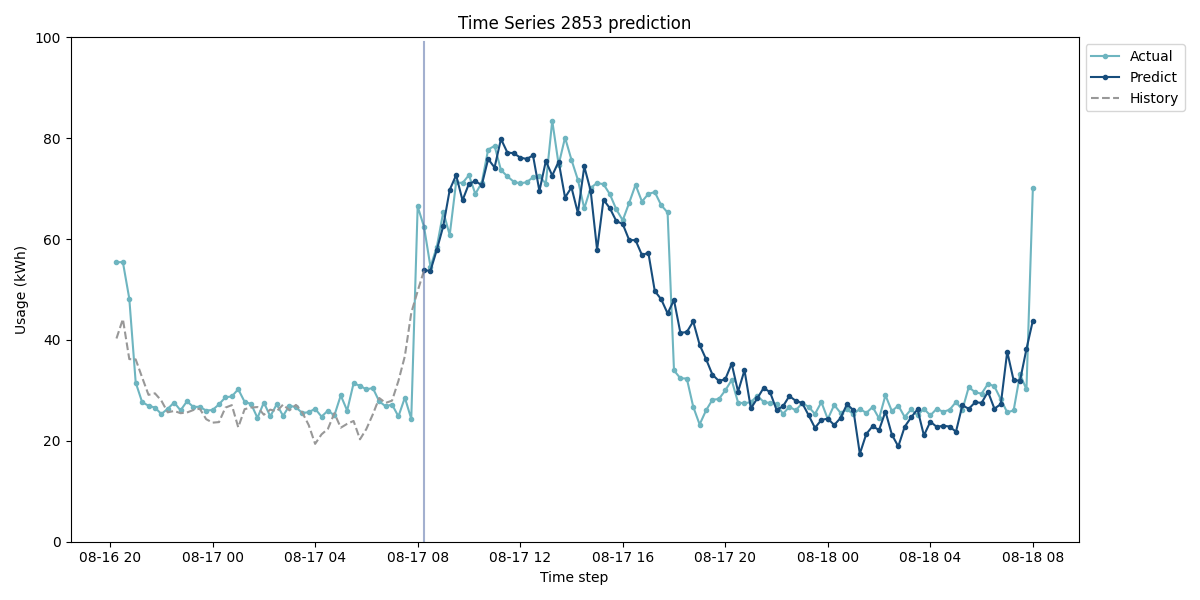 Time Series 2853 prediction
Usage (kWh)
100
80
60
40
20
0
08-16 20
08-17 00
08-17 04
08-17 08
08-17 12
08-17 16
08-17 20
08-18 00
08-18 04
08-18 08
Time step
Actual
Predict
History